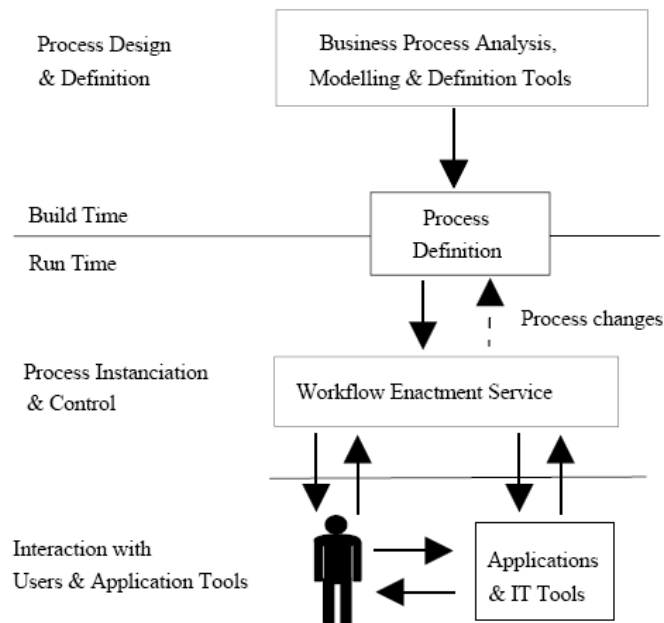 Process Design
& Definition
Business Process Analysis,
Modelling & Definition Tools
Build Time
Process
Definition
Run Time
Process changes
Process Instanciation
& Control
Workflow Enactment Service
Interaction with
Users & Application Tools
Applications
& IT Tools